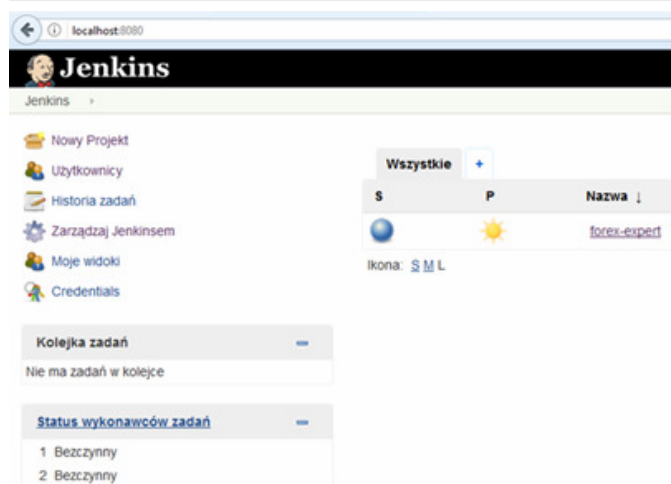 localhost:8080
Jenkins
Jenkins
Nowy Projekt
Użytkownicy
Historia zadań
Zarządzaj Jenkinsem
Moje widoki
Credentials
Kolejka zadań
Nie ma zadań w kolejce
Status wykonawców zadań
1 Bezczynny
2 Bezczynny
Wszystkie +
S P Nazwa ↓
forex-expert
Ikona: S M L